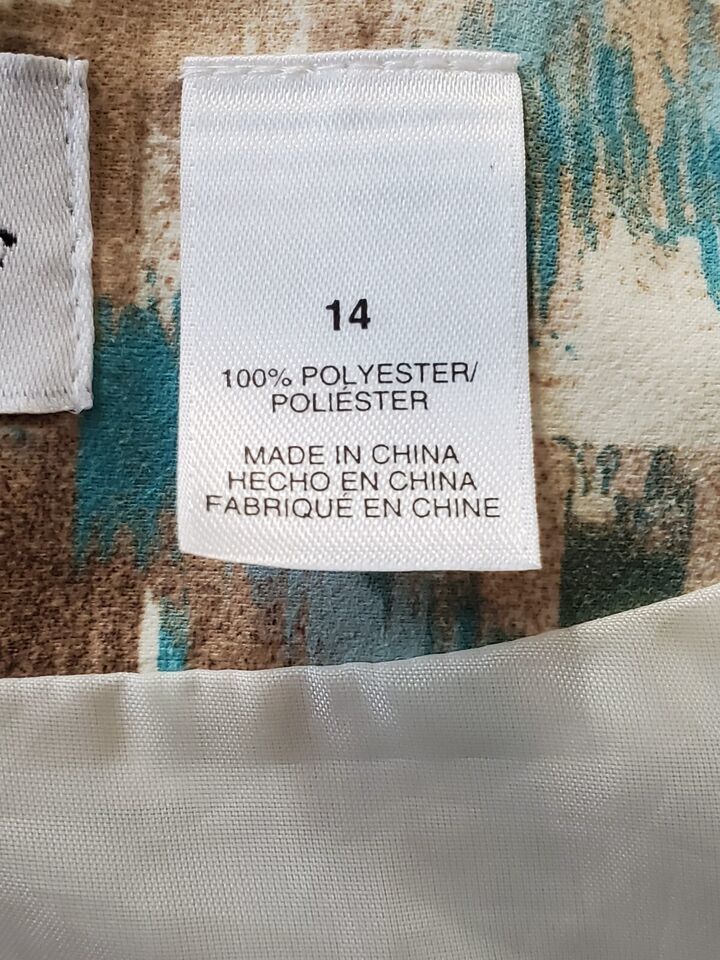 14
100% POLYESTER/
POLIÉSTER
MADE IN CHINA
HECHO EN CHINA
FABRIQUÉ EN CHINE